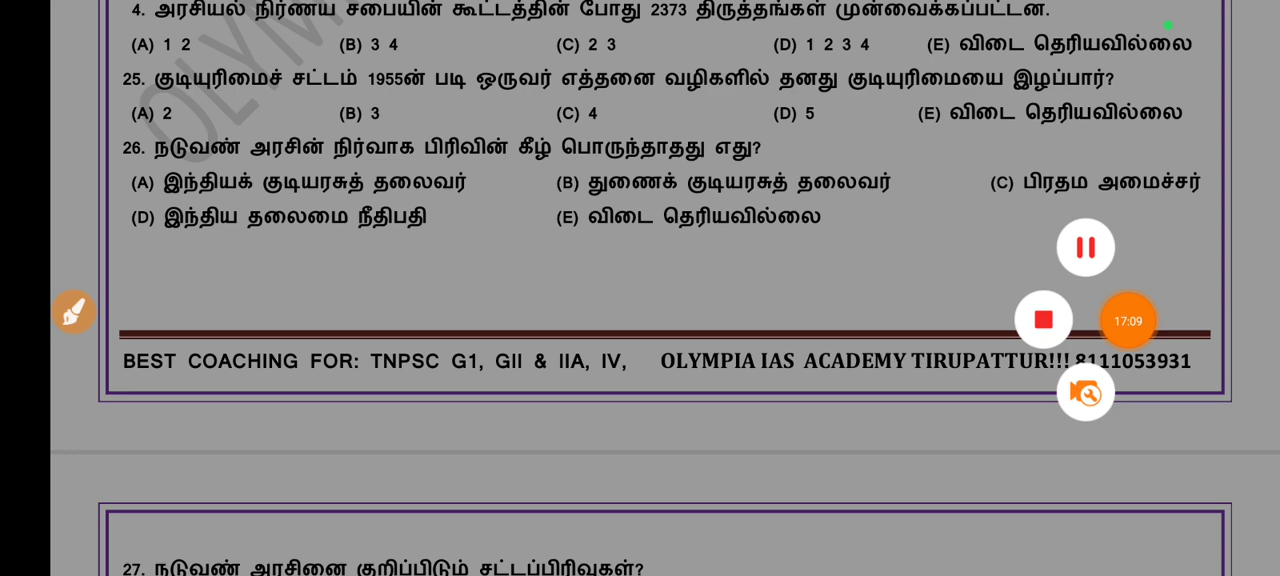 4. அரசியல் நிர்ணய சபையின் கூட்டத்தின் போது 2373 திருத்தங்கள் முன்வைக்கப்பட்டன.
(A) 1 2 (B) 3 4 (C) 2 3 (D) 1 2 3 4 (E) விடை தெரியவில்லை
25. குடியுரிமைச் சட்டம் 1955ன் படி ஒருவர் எத்தனை வழிகளில் தனது குடியுரிமையை இழப்பார்?
(A) 2 (B) 3 (C) 4 (D) 5 (E) விடை தெரியவில்லை
26. நடுவண் அரசின் நிர்வாக பிரிவின் கீழ் பொருந்தாதது எது?
(A) இந்தியக் குடியரசுத் தலைவர் (B) துணைக் குடியரசுத் தலைவர் (C) பிரதம அமைச்சர்
(D) இந்திய தலைமை நீதிபதி (E) விடை தெரியவில்லை
17:09
BEST COACHING FOR: TNPSC G1, GII & IIA, IV, OLYMPIA IAS ACADEMY TIRUPATTUR!!! 8111053931
27. நடுவண் அரசினை குறிப்பிடும் சட்டப்பிரிவுகள்?